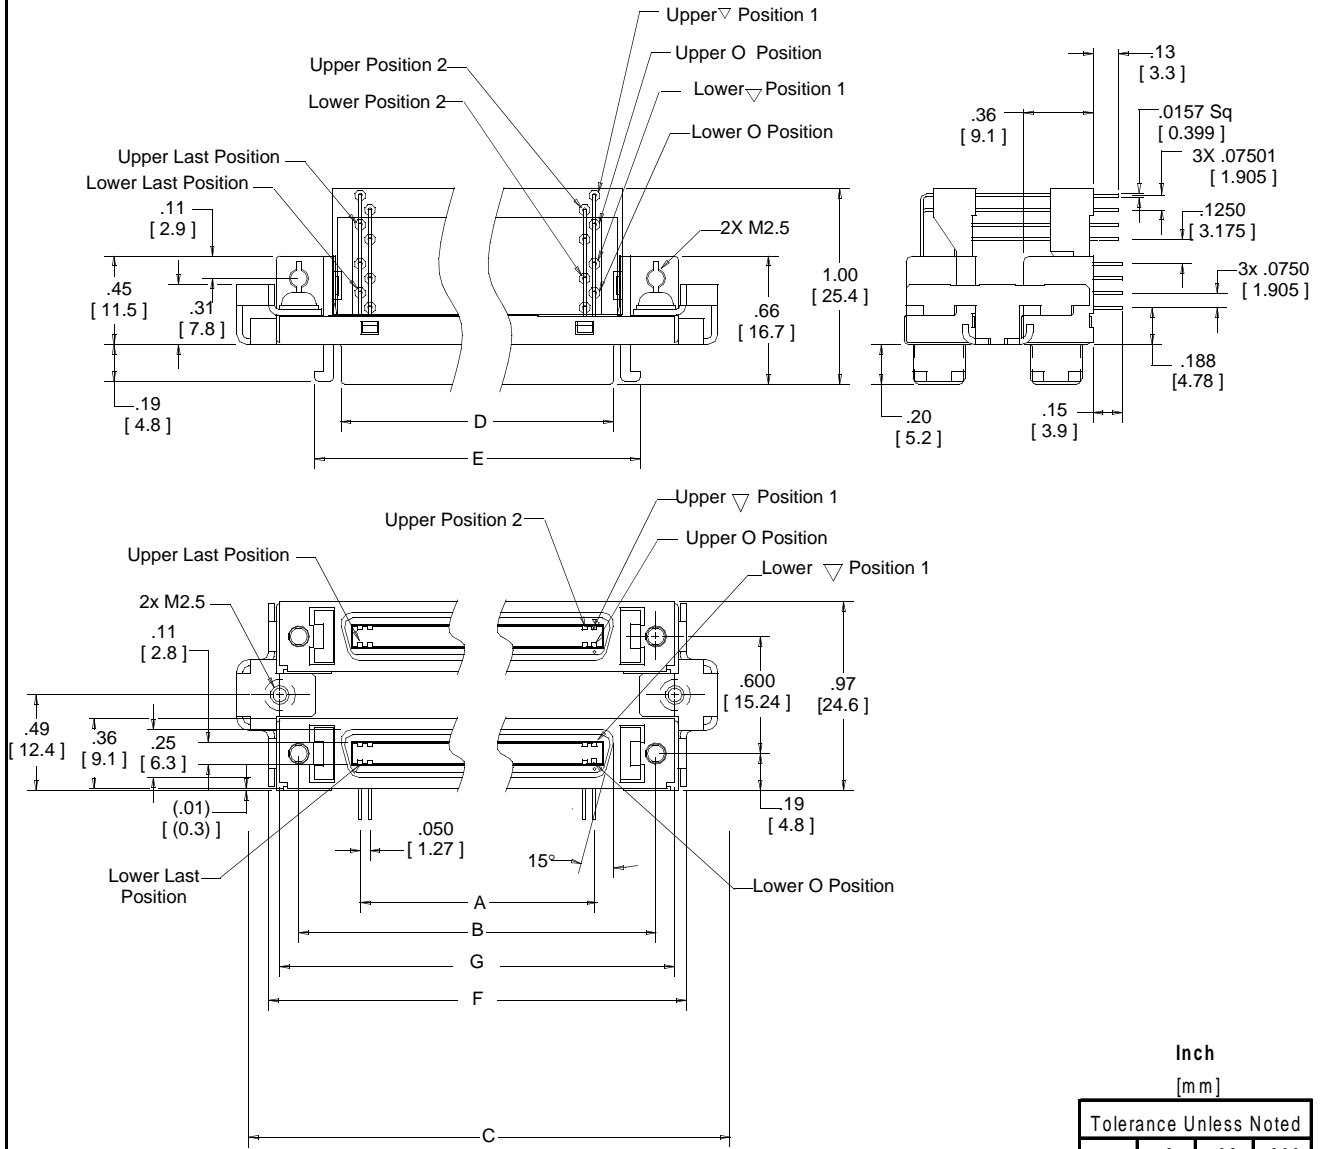 Upper ▽ Position 1
Upper O Position
Upper Position 2
Lower ▽ Position 1
Lower Position 2
Lower O Position
Upper Last Position
Lower Last Position
.11
[ 2.9 ]
2X M2.5
.45
[ 11.5 ]
.31
[ 7.8 ]
1.00
[ 25.4 ]
.66
[ 16.7 ]
.19
[ 4.8 ]
D
E
.13
[ 3.3 ]
.36
[ 9.1 ]
.0157 Sq
[ 0.399 ]
3X .07501
[ 1.905 ]
.1250
[ 3.175 ]
3x .0750
[ 1.905 ]
.188
[4.78 ]
.20
[ 5.2 ]
.15
[ 3.9 ]
Upper ▽ Position 1
Upper Position 2
Upper O Position
Upper Last Position
Lower ▽ Position 1
2x M2.5
.11
[ 2.8 ]
.600
[ 15.24 ]
.97
[24.6 ]
.49
[ 12.4 ]
.36
[ 9.1 ]
.25
[ 6.3 ]
(.01)
[ (0.3) ]
.19
[ 4.8 ]
.050
[ 1.27 ]
15°
Lower Last
Position
Lower O Position
A
B
G
F
C
Inch
[mm]
Tolerance Unless Noted